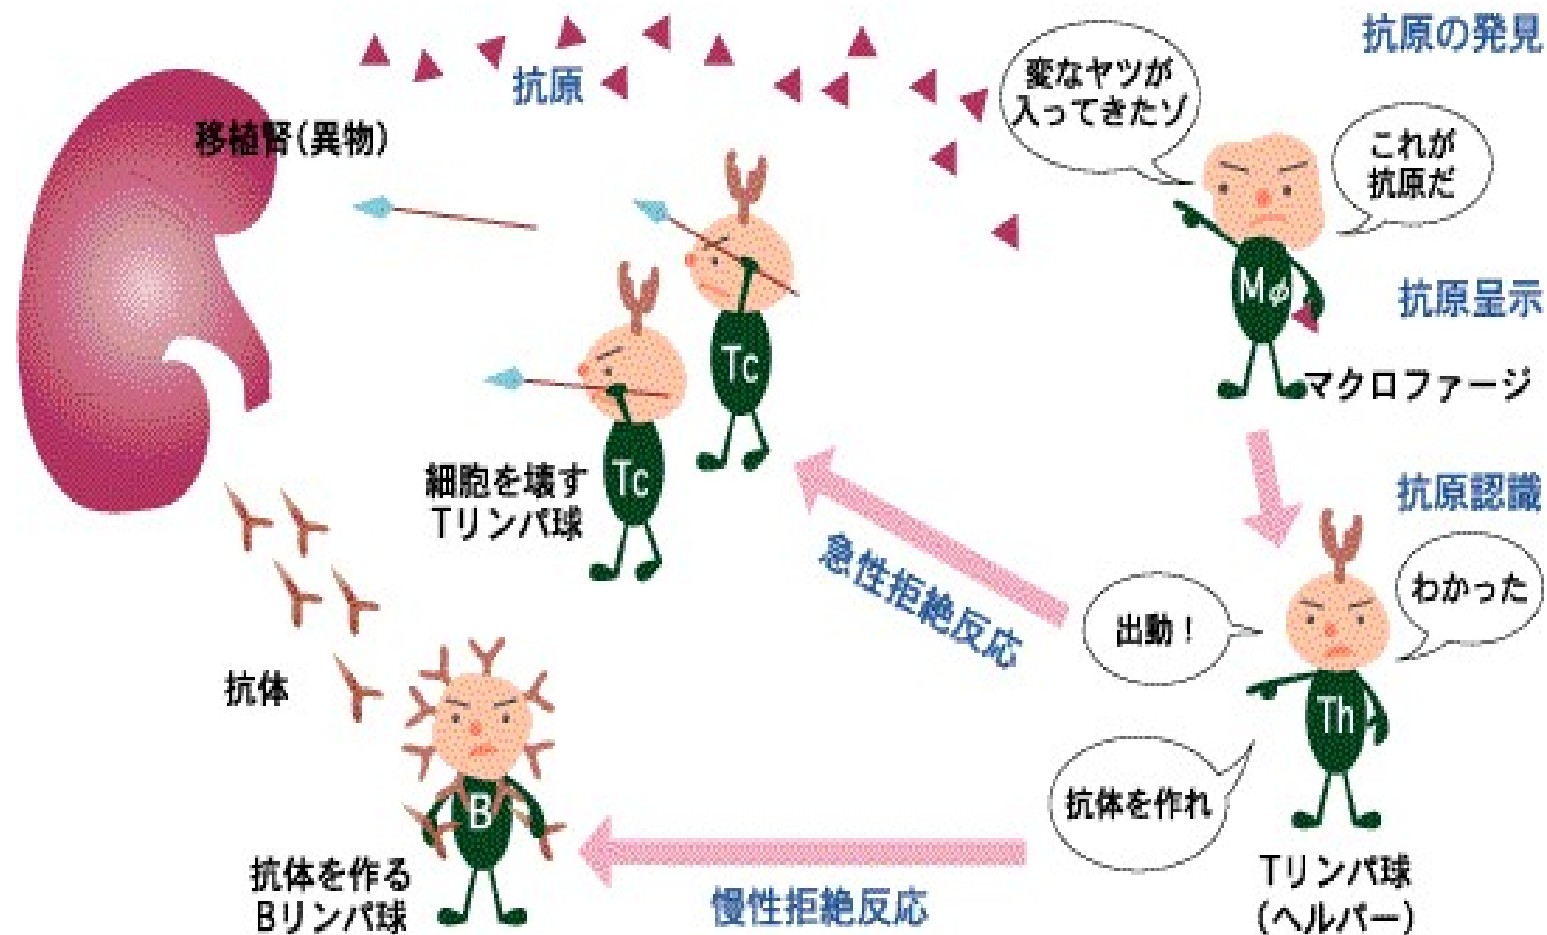 抗原の発見
変なヤツが
入ってきたゾ
抗原
移植腎(異物)
これが
抗原だ
Mφ
抗原呈示
マクロファージ
Tc
Tc
細胞を壊す
Tリンパ球
抗原認識
急性拒絶反応
出動！
わかった
Th
抗体を作れ
Tリンパ球
(ヘルパー)
抗体
B
抗体を作る
Bリンパ球
慢性拒絶反応